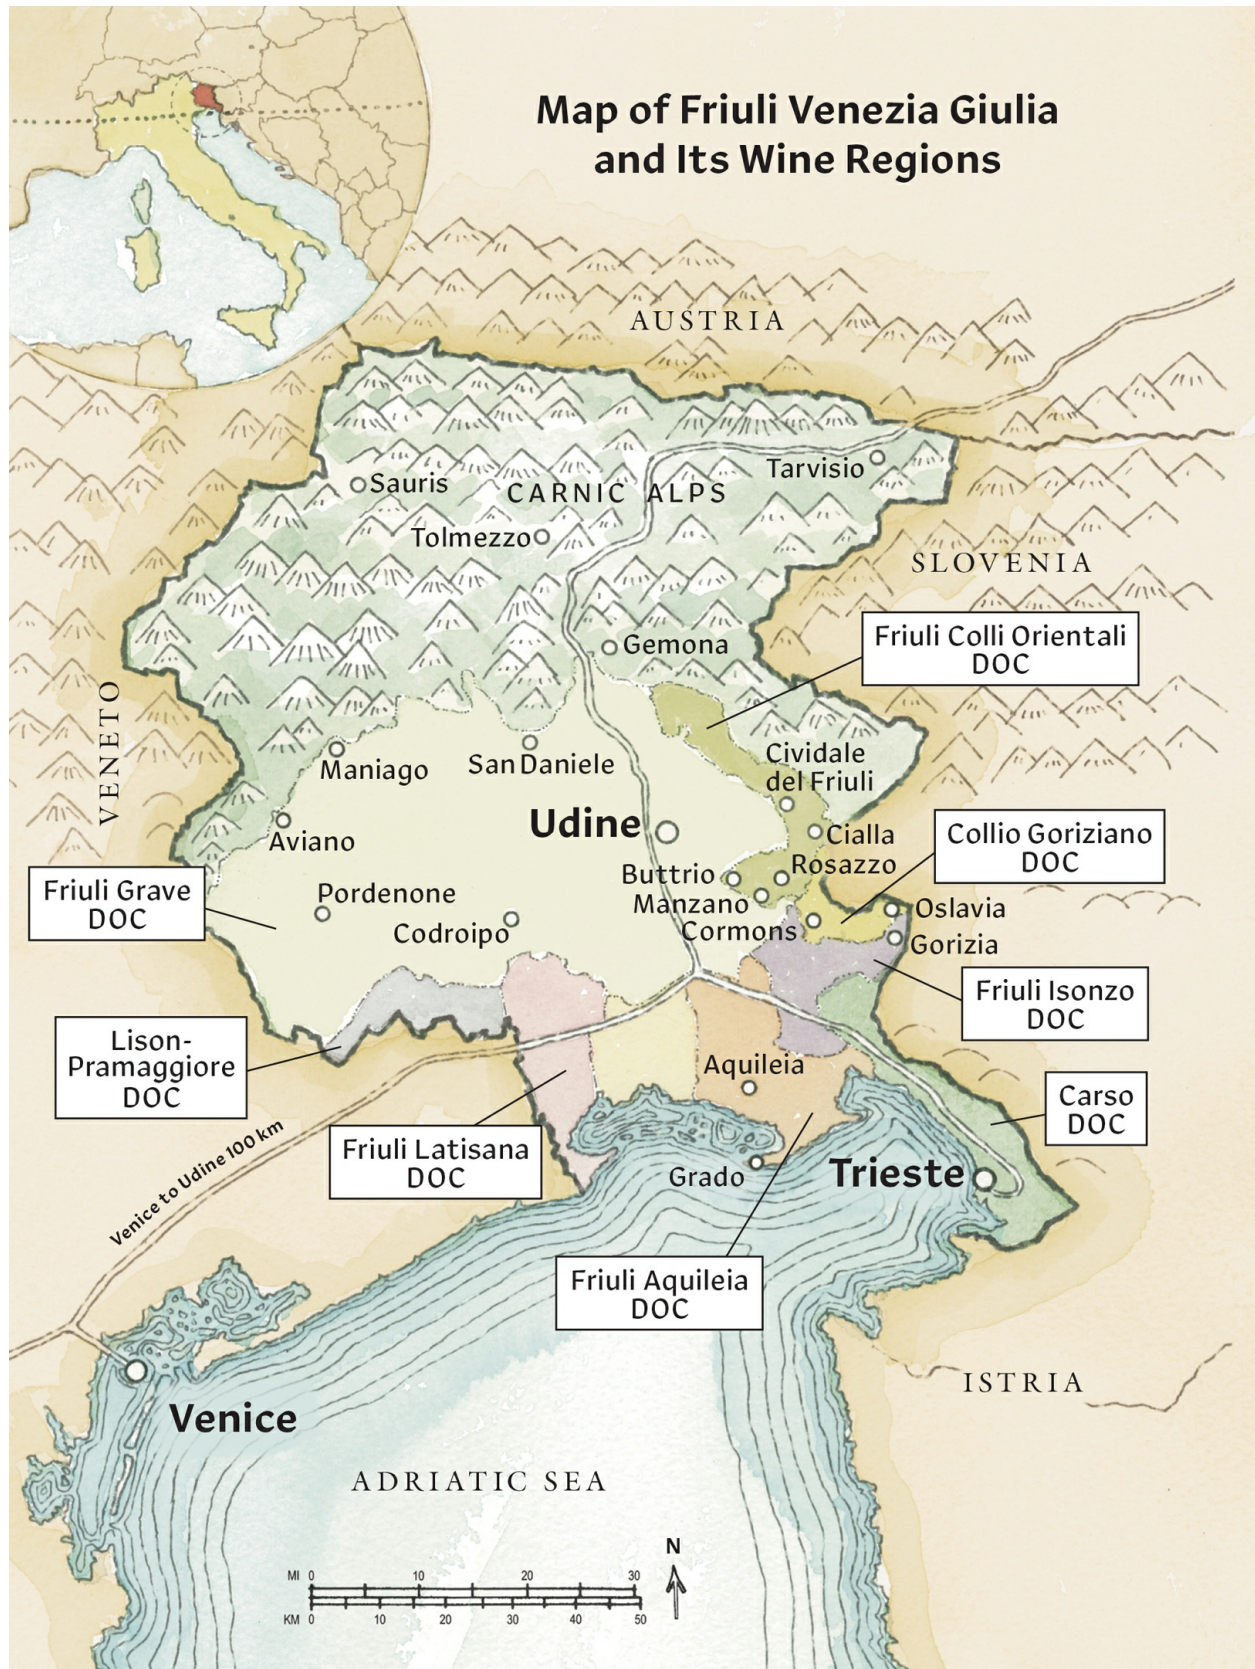 Map of Friuli Venezia Giulia
and Its Wine Regions
AUSTRIA
Tarvisio
Sauris
CARNIC ALPS
Tolmezzo
SLOVENIA
Gemona
Friuli Colli Orientali
DOC
VENETO
Maniago
San Daniele
Cividale
del Friuli
Udine
Aviano
Cialla
Collio Goriziano
DOC
Rosazzo
Buttrio
Manzano
Friuli Grave
DOC
Pordenone
Codroipo
Cormons
Oslavia
Gorizia
Friuli Isonzo
DOC
Lison-
Pramaggiore
DOC
Aquileia
Carso
DOC
Friuli Latisana
DOC
Grado
Trieste
Venice to Udine 100 km
Friuli Aquileia
DOC
ISTRIA
Venice
ADRIATIC SEA
N
MI 0 10 20 30
KM 0 10 20 30 40 50